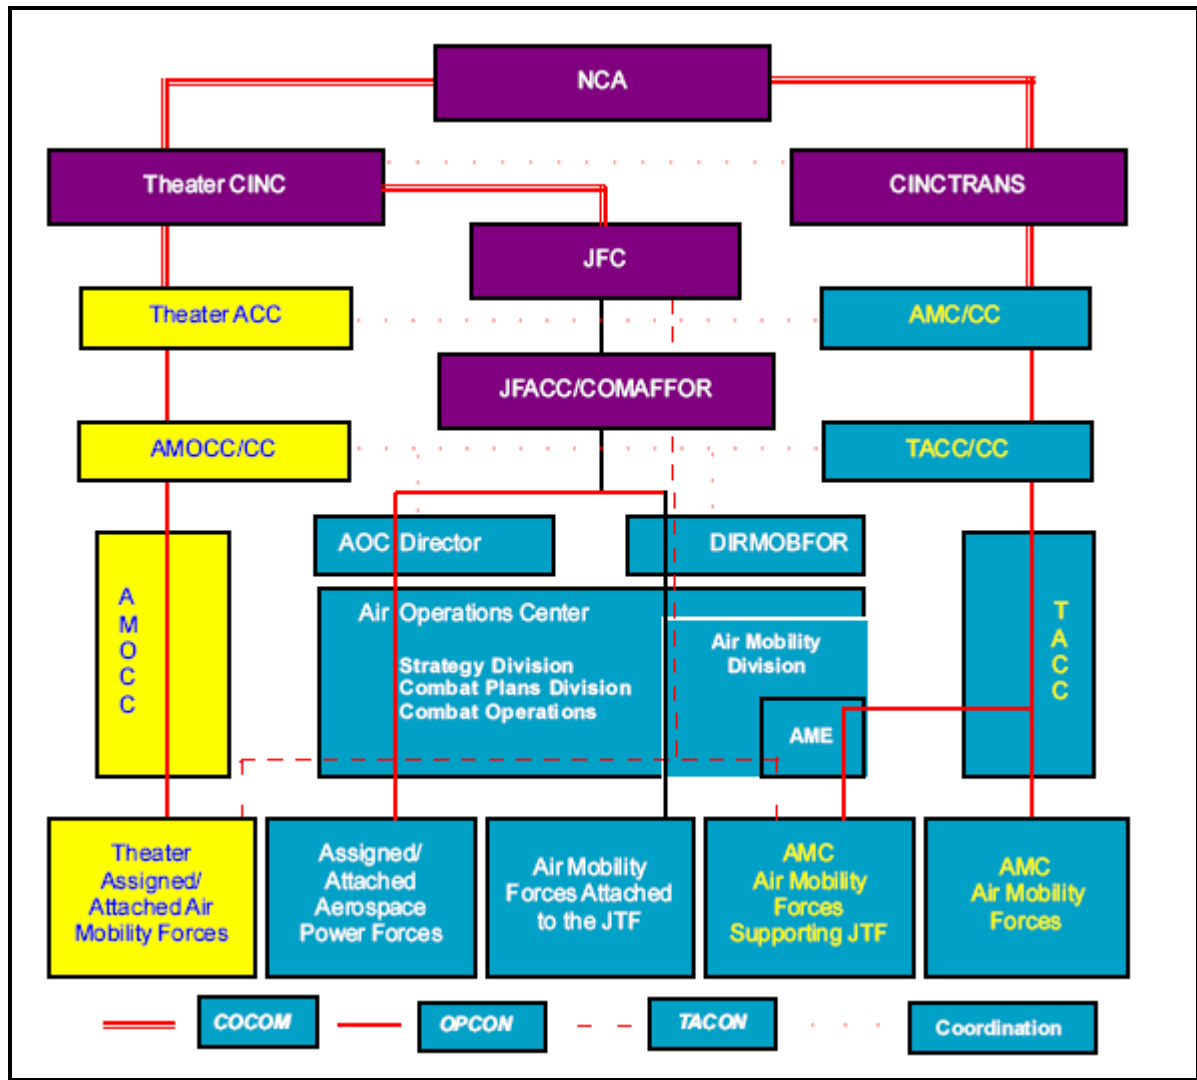 NCA
Theater CINC
CINCTRANS
JFC
Theater ACC
AMC/CC
JFACC/COMAFFOR
AMOCC/CC
TACC/CC
AOC Director
DIRMOBFOR
A
M
O
C
C
Air Operations Center
Strategy Division
Combat Plans Division
Combat Operations
Air Mobility
Division
AME
T
A
C
C
Theater
Assigned/
Attached Air
Mobility Forces
Assigned/
Attached
Aerospace
Power Forces
Air Mobility
Forces Attached
to the JTF
AMC
Air Mobility
Forces
Supporting JTF
AMC
Air Mobility
Forces
COCOM
OPCON
TACON
Coordination